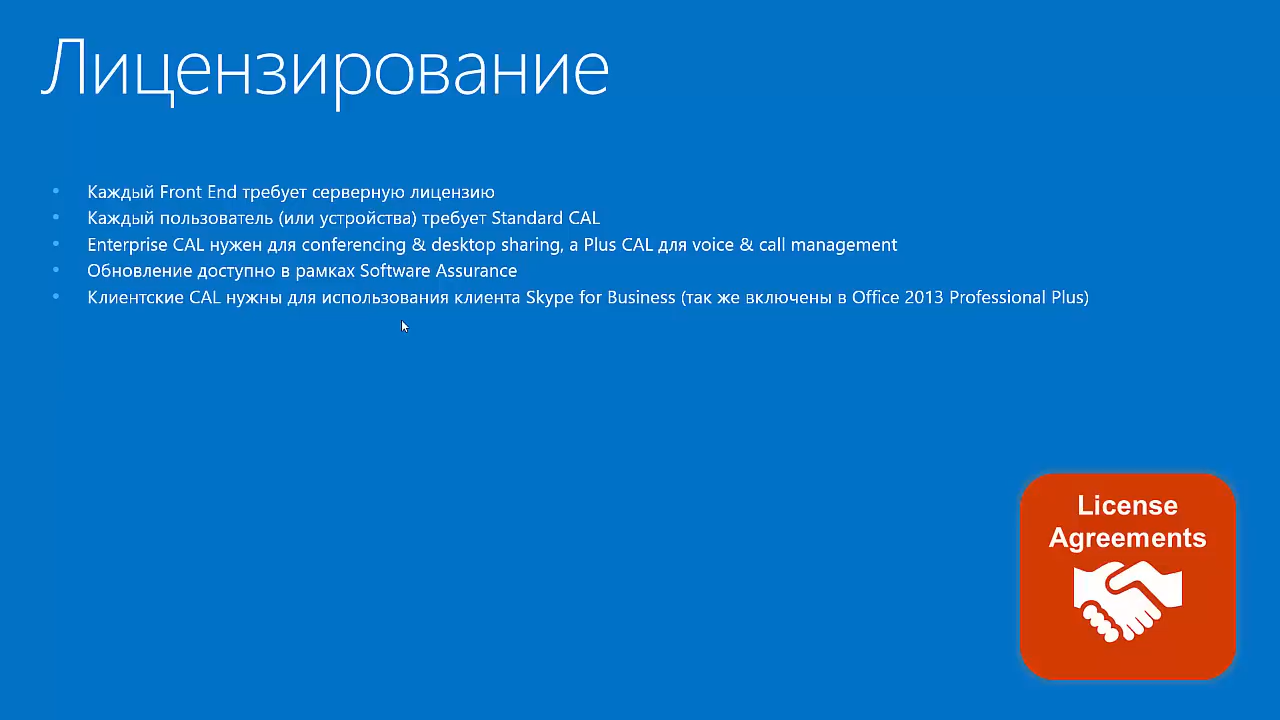 Лицензирование
• Каждый Front End требует серверную лицензию
• Каждый пользователь (или устройства) требует Standard CAL
• Enterprise CAL нужен для conferencing & desktop sharing, а Plus CAL для voice & call management
• Обновление доступно в рамках Software Assurance
• Клиентские CAL нужны для использования клиента Skype for Business (так же включены в Office 2013 Professional Plus)
License
Agreements